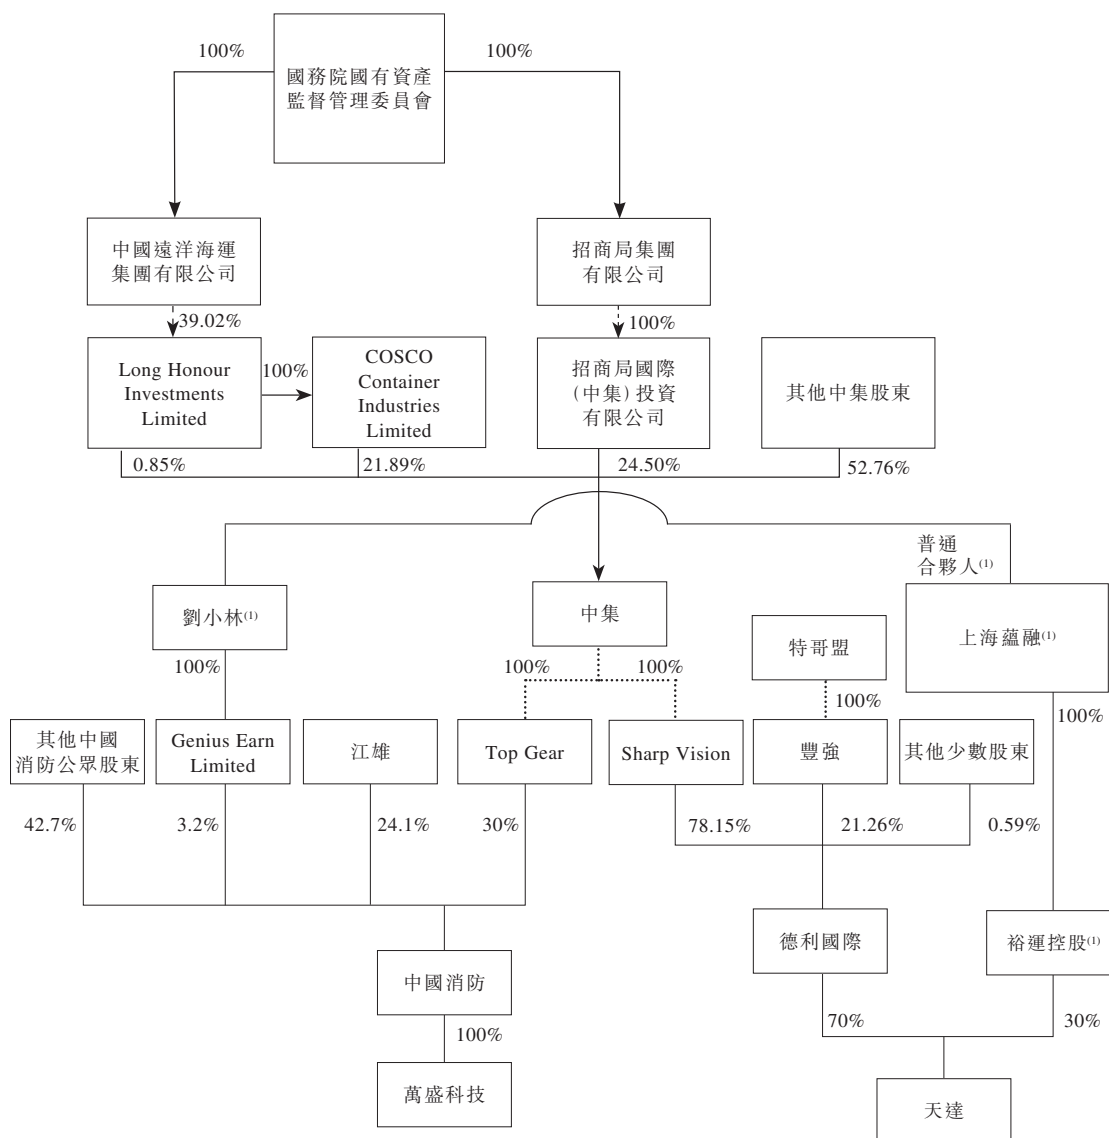 100%
100%
國務院國有資產
監督管理委員會
中國遠洋海運
集團有限公司
招商局集團
有限公司
39.02%
100%
Long Honour
Investments
Limited
100%
COSCO
Container
Industries
Limited
招商局國際
(中集)投資
有限公司
其他中集股東
0.85%
21.89%
24.50%
52.76%
普通
合夥人(1)
劉小林(1)
中集
特哥盟
上海蘊融(1)
100%
100%
100%
100%
100%
其他中國
消防公眾股東
Genius Earn
Limited
江雄
Top Gear
Sharp Vision
豐強
其他少數股東
42.7%
3.2%
24.1%
30%
78.15%
21.26%
0.59%
德利國際
裕運控股(1)
中國消防
70%
30%
100%
萬盛科技
天達